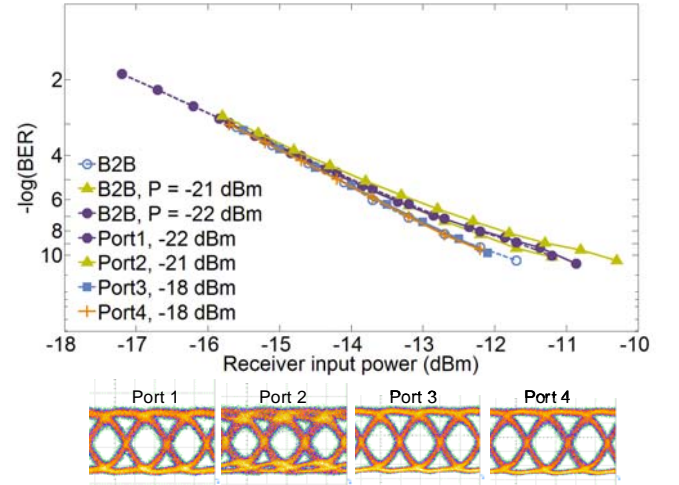 2
4
6
8
10
-log(BER)
B2B
B2B, P = -21 dBm
B2B, P = -22 dBm
Port1, -22 dBm
Port2, -21 dBm
Port3, -18 dBm
Port4, -18 dBm
-18 -17 -16 -15 -14 -13 -12 -11 -10
Receiver input power (dBm)
Port 1 Port 2 Port 3 Port 4